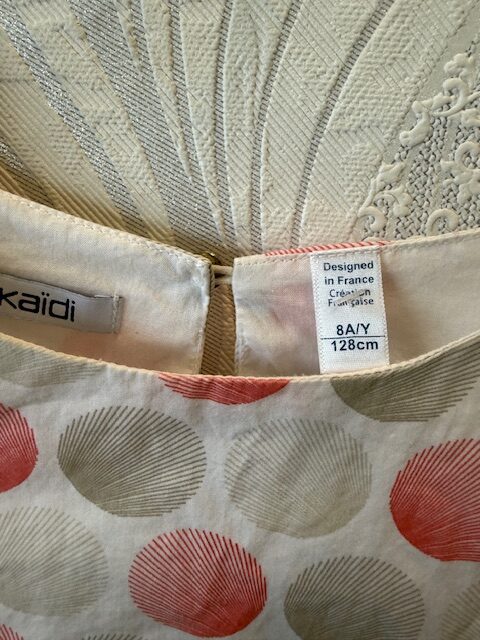 kaïdi
Designed
in France
Création
Française
8A/Y
128cm